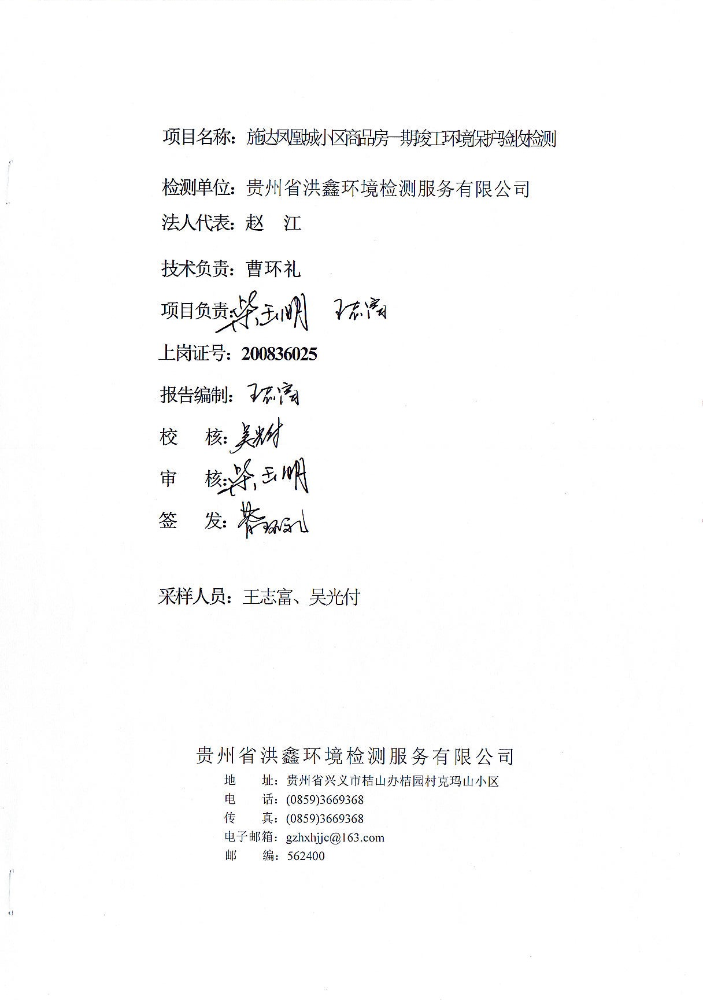 项目名称：施达凤凰城小区商品房一期竣工环境保护验收检测
检测单位：贵州省洪鑫环境检测服务有限公司
法人代表：赵 江
技术负责：曹环礼
项目负责：柴玉明 王志富
上岗证号：200836025
报告编制：王志富
校 核：吴光付
审 核：柴玉明
签 发：曹环礼
采样人员：王志富、吴光付
贵州省洪鑫环境检测服务有限公司
地 址：贵州省兴义市桔山办桔园村克玛山小区
电 话：(0859)3669368
传 真：(0859)3669368
电子邮箱：gzhxhjjc@163.com
邮 编：562400